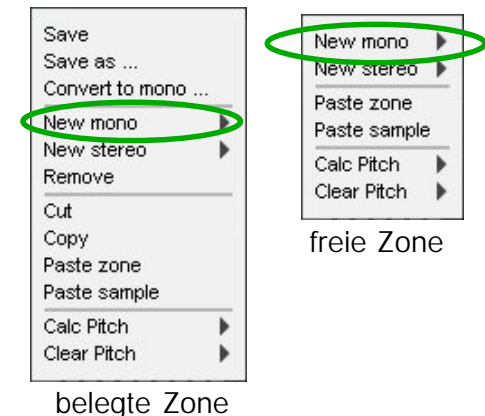 Save
Save as ...
Convert to mono ...
New mono
New stereo
Remove
Cut
Copy
Paste zone
Paste sample
Calc Pitch
Clear Pitch
belegte Zone
New mono
New stereo
Paste zone
Paste sample
Calc Pitch
Clear Pitch
freie Zone